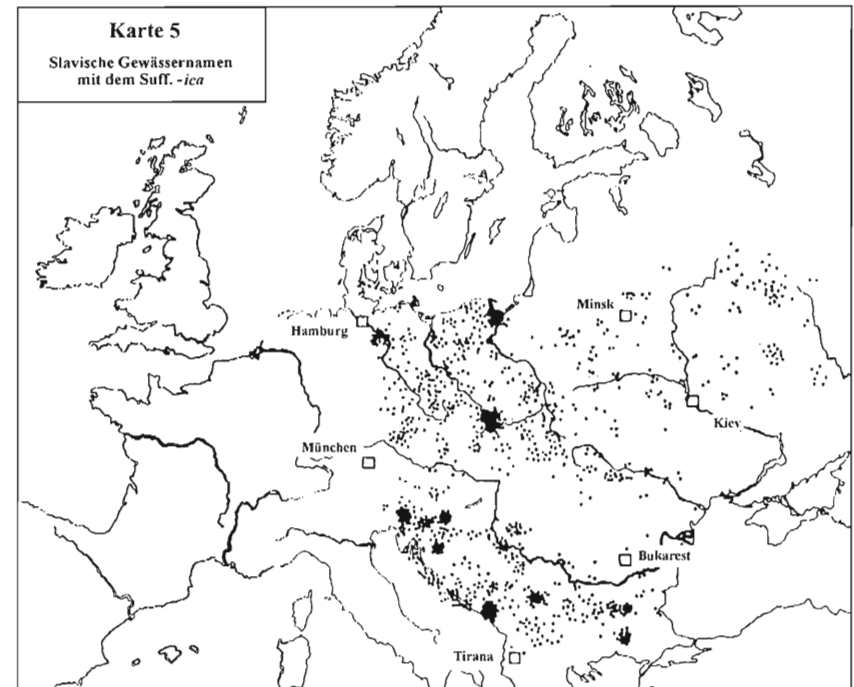 Karte 5
Slavische Gewässernamen
mit dem Suff. -ica
Minsk
Hamburg
Kiev
München
Bukarest
Tirana